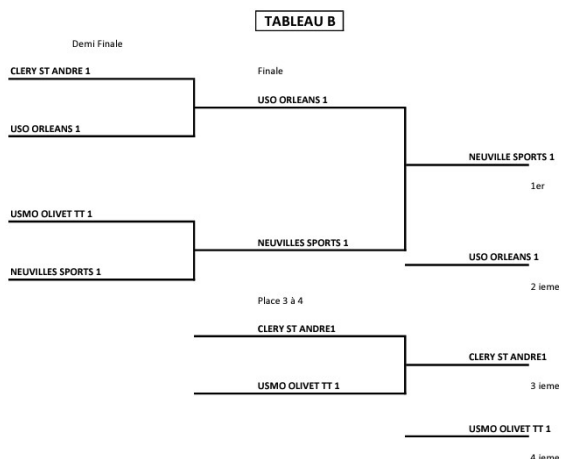 TABLEAU B
Demi Finale
CLERY ST ANDRE 1
Finale
USO ORLEANS 1
USO ORLEANS 1
NEUVILLE SPORTS 1
1er
USMO OLIVET TT 1
NEUVILLES SPORTS 1
USO ORLEANS 1
NEUVILLES SPORTS 1
2 ieme
Place 3 à 4
CLERY ST ANDRE1
CLERY ST ANDRE1
USMO OLIVET TT 1
3 ieme
USMO OLIVET TT 1
4 ieme